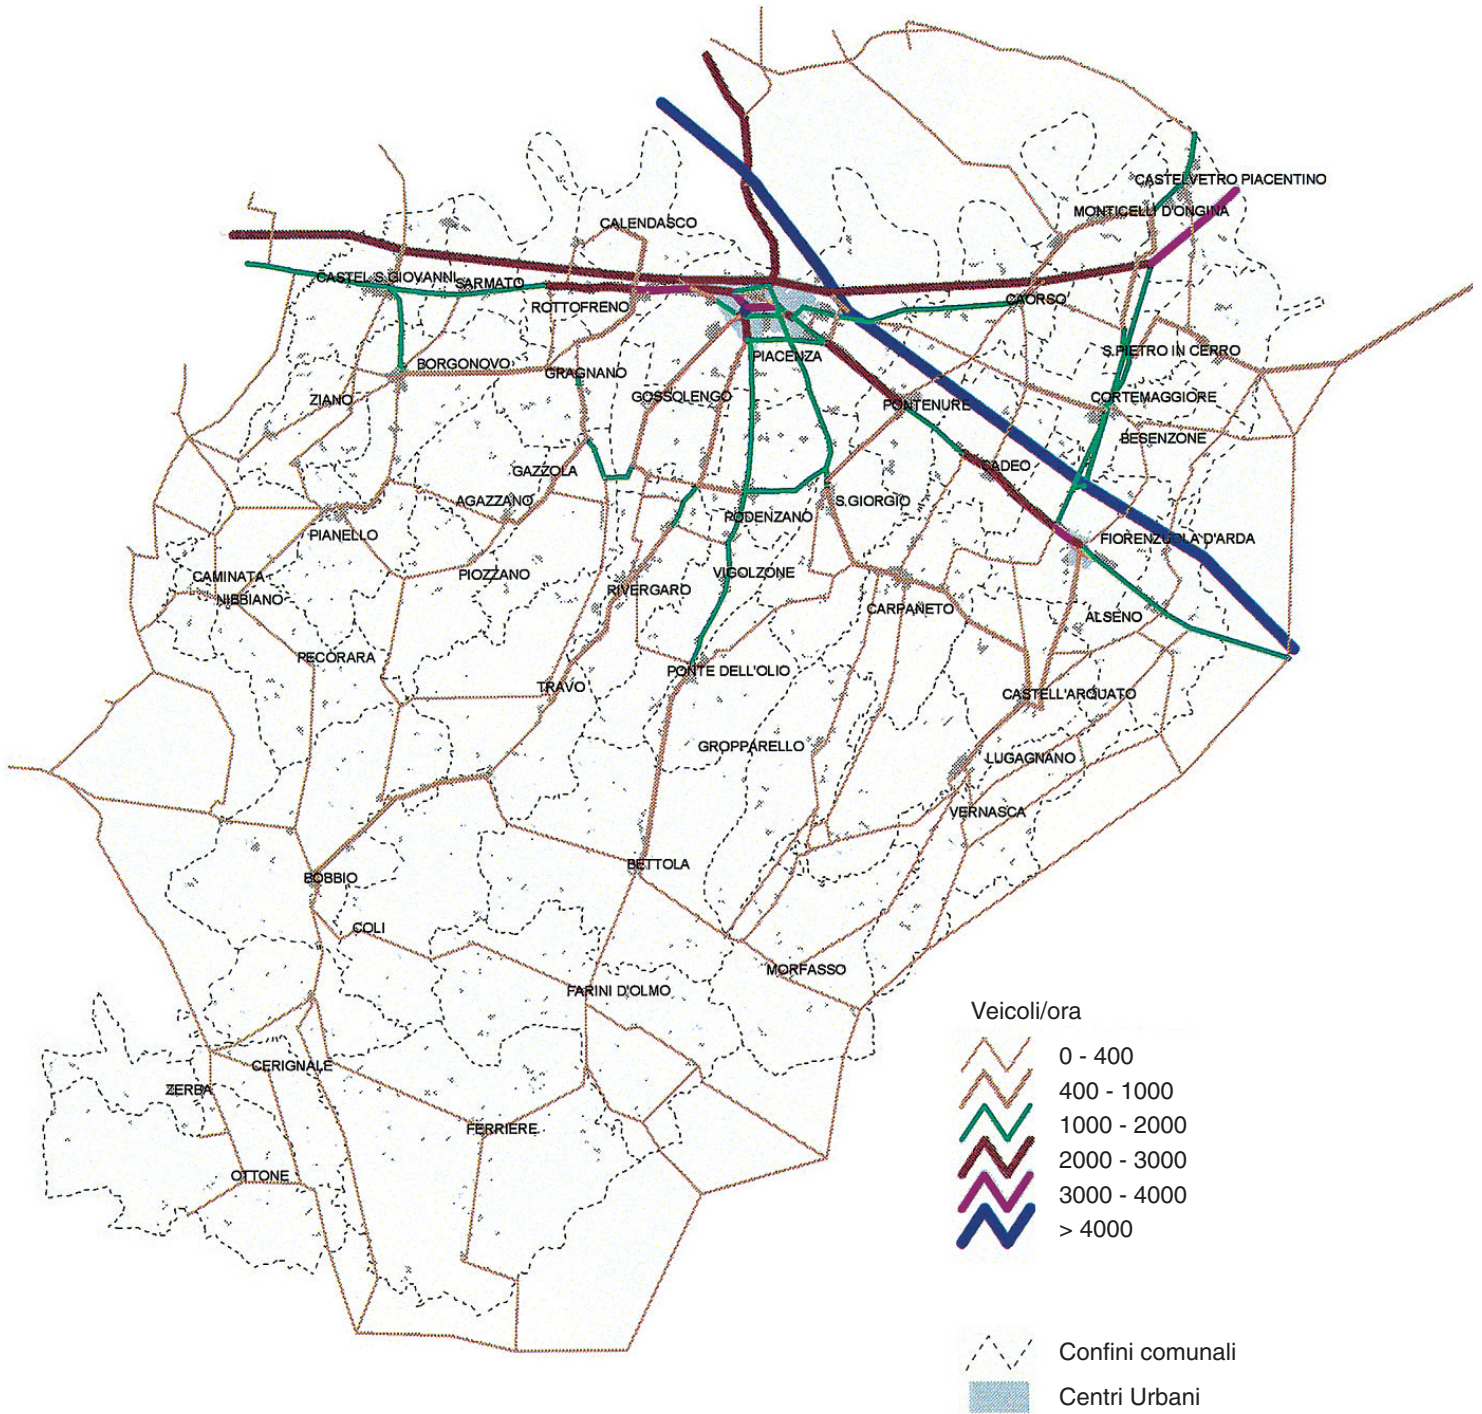 CASTELVETRO PIACENTINO
MONTICELLI D'ONGINA
CALENDASCO
CASTEL S.GIOVANNI
SARMATO
ROTTOFRENO
CAORSO
PIACENZA
S.PIETRO IN CERRO
BORGONOVO
GRAGNANO
ZIANO
GOSSOLENGO
PONTENURE
CORTEMAGGIORE
BESENZONE
GAZZOLA
CADEO
AGAZZANO
S.GIORGIO
RODENZANO
PIANELLO
FIORENZUOLA D'ARDA
CAMINATA
PIOZZANO
VIGOLZONE
NIBBIANO
RIVERGARO
CARPANETO
ALSENO
PECORARA
PONTE DELL'OLIO
TRAVO
CASTELL'ARQUATO
GROPPARELLO
LUGAGNANO
VERNASCA
BETTOLA
BOBBIO
COLI
MORFASSO
FARINI D'OLMO
CERIGNALE
ZERBA
FERRIERE
OTTONE
Veicoli/ora
0 - 400
400 - 1000
1000 - 2000
2000 - 3000
3000 - 4000
> 4000
Confini comunali
Centri Urbani